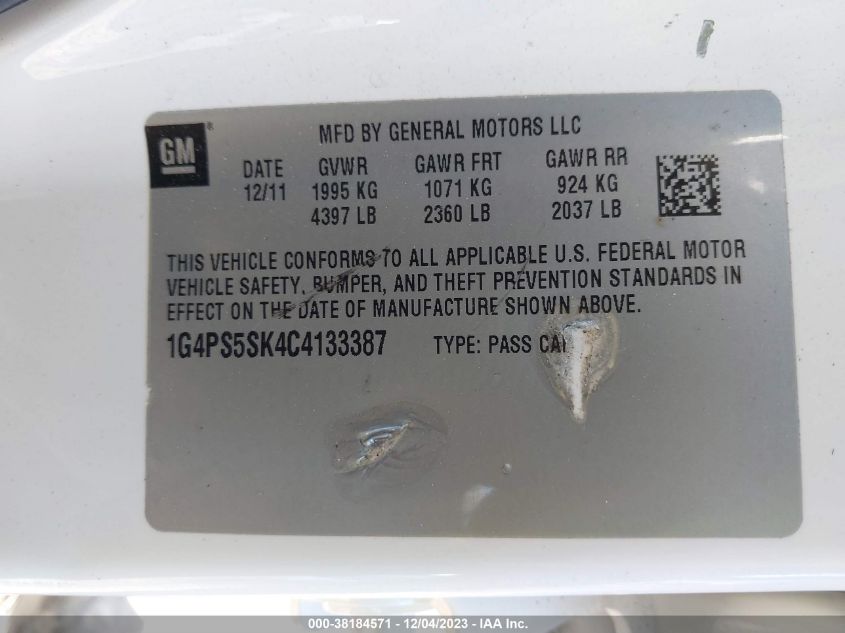 GM ®
MFD BY GENERAL MOTORS LLC
DATE GVWR GAWR FRT GAWR RR
12/11 1995 KG 1071 KG 924 KG
4397 LB 2360 LB 2037 LB
THIS VEHICLE CONFORMS TO ALL APPLICABLE U.S. FEDERAL MOTOR
VEHICLE SAFETY, BUMPER, AND THEFT PREVENTION STANDARDS IN
EFFECT ON THE DATE OF MANUFACTURE SHOWN ABOVE.
1G4PS5SK4C4133387 TYPE: PASS
000-38184571 - 12/04/2023 - IAA Inc.